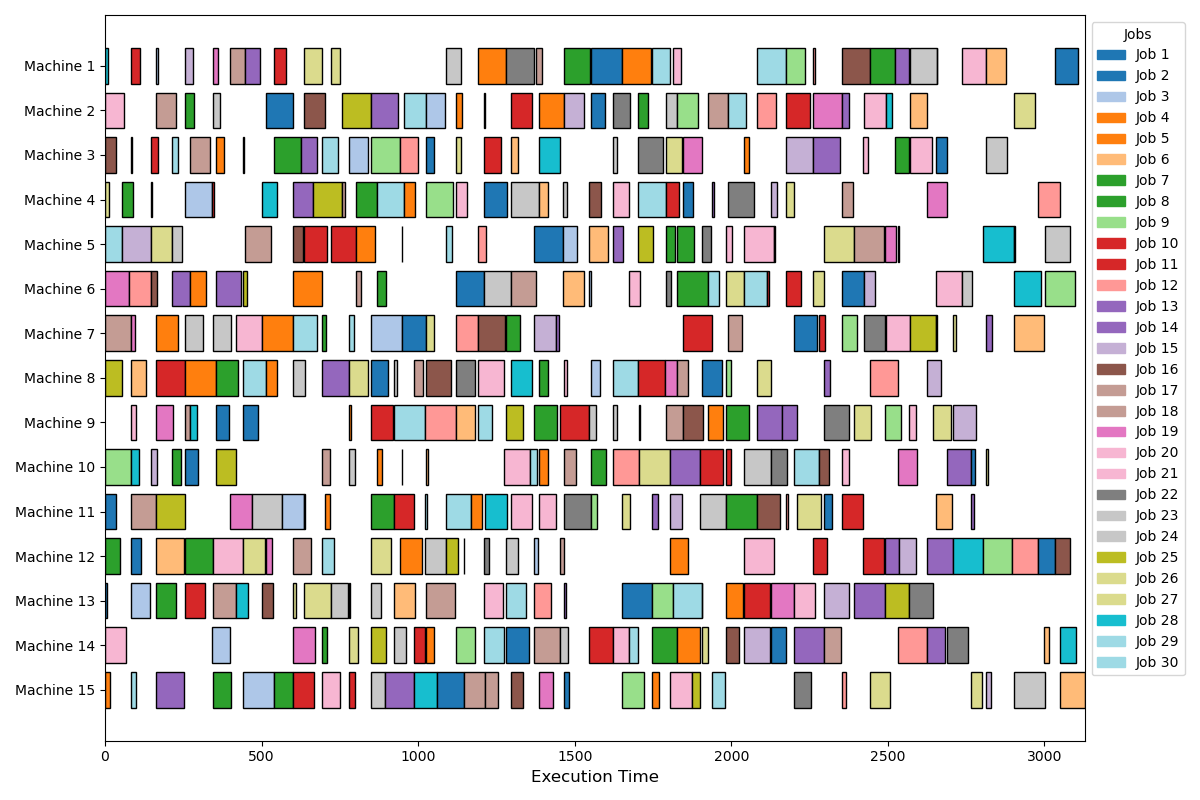 Machine 1
Machine 2
Machine 3
Machine 4
Machine 5
Machine 6
Machine 7
Machine 8
Machine 9
Machine 10
Machine 11
Machine 12
Machine 13
Machine 14
Machine 15
0
500
1000
1500
2000
2500
3000
Execution Time
Jobs
Job 1
Job 2
Job 3
Job 4
Job 5
Job 6
Job 7
Job 8
Job 9
Job 10
Job 11
Job 12
Job 13
Job 14
Job 15
Job 16
Job 17
Job 18
Job 19
Job 20
Job 21
Job 22
Job 23
Job 24
Job 25
Job 26
Job 27
Job 28
Job 29
Job 30